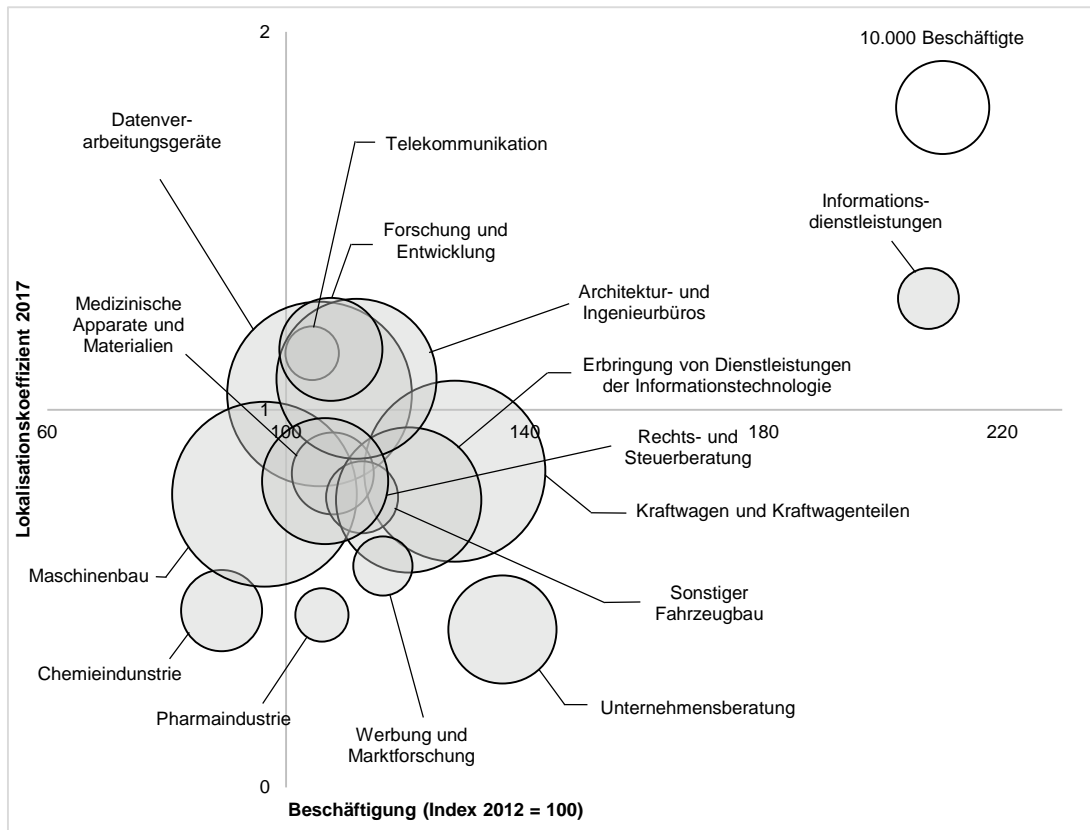 2
10.000 Beschäftigte
Datenver-
arbeitungsgeräte
Telekommunikation
Informations-
dienstleistungen
Forschung und
Entwicklung
Medizinische
Apparate und
Materialien
Architektur- und
Ingenieurbüros
Lokalisationskoeffizient 2017
Erbringung von Dienstleistungen
der Informationstechnologie
1
60
100
140
180
220
Rechts- und
Steuerberatung
Kraftwagen und Kraftwagenteilen
Maschinenbau
Sonstiger
Fahrzeugbau
Chemieindunstrie
Pharmaindustrie
Unternehmensberatung
Werbung und
Marktforschung
0
Beschäftigung (Index 2012 = 100)